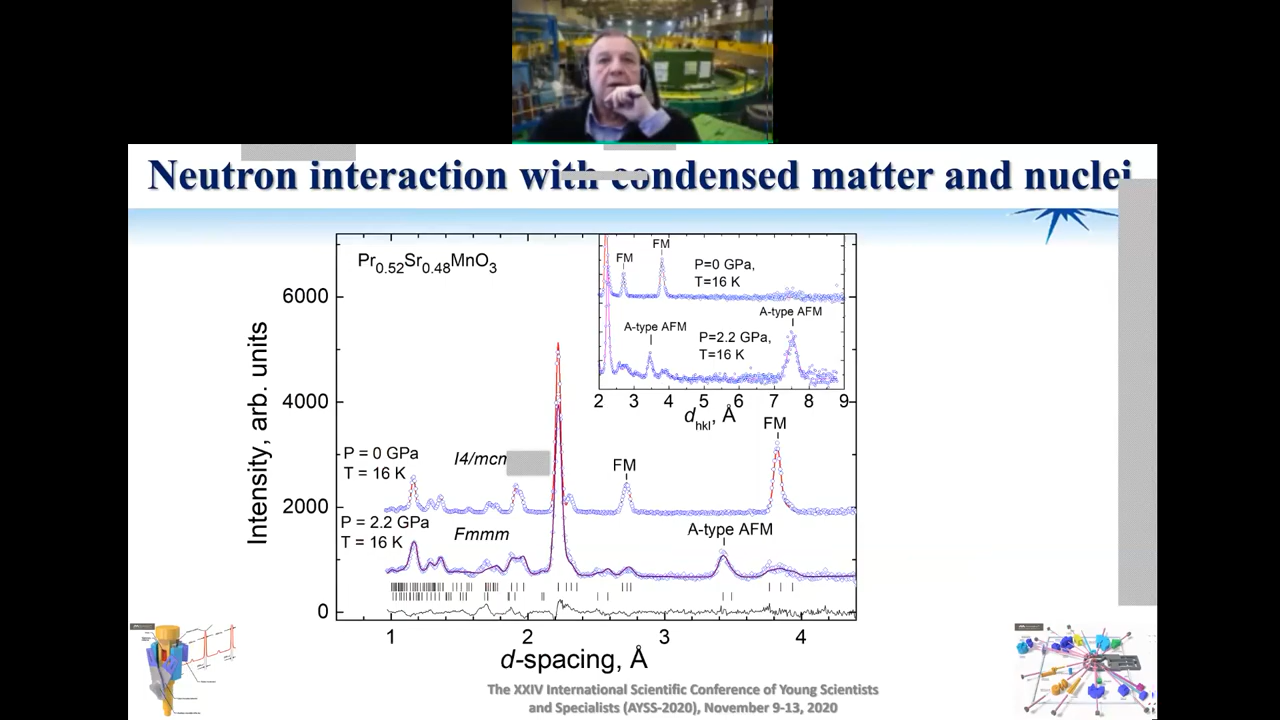 Neutron interaction with condensed matter and nuclei
Pr0.52Sr0.48MnO3
Intensity, arb. units
6000
4000
2000
0
P = 0 GPa
T = 16 K
I4/mcm
FM
FM
P = 2.2 GPa
T = 16 K
Fmmm
A-type AFM
1 2 3 4
d-spacing, Å
FM
FM
P=0 GPa,
T=16 K
A-type AFM
A-type AFM
P=2.2 GPa,
T=16 K
2 3 4 5 6 7 8 9
dhkl, Å
The XXIV International Scientific Conference of Young Scientists
and Specialists (AYSS-2020), November 9-13, 2020